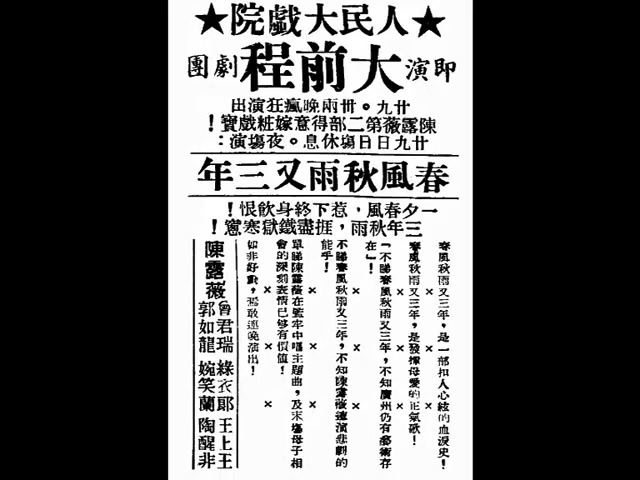 ★人民大戲院★
即演 大前程 劇團
廿九。卅兩晚瘋狂演出
陳露薇第二部得意嫁粧戲寶！
廿九日日塲休息。夜塲演：
春風秋雨又三年
一夕春風，惹下終身飲恨！
三年秋雨，捱盡鐵獄寒窓！
春風秋雨又三年，是一部扣人心絃的血淚史！
× × ×
春風秋雨又三年，是發揮母愛的正氣歌！
× × ×
「不睇春風秋雨又三年，不知廣州仍有藝術存
在」！
× × ×
不睇春風秋雨又三年，不知陳露薇連演悲劇的
能乎！
× × ×
單睇陳露薇在監牢中唱主題曲，及末塲母子相
會的深刻表情已够有價值！
× × ×
如非好戲，焉敢連晚演出！
陳露薇 曾君瑞 綠衣郎 王上王
郭如龍 婉笑蘭 陶醒非